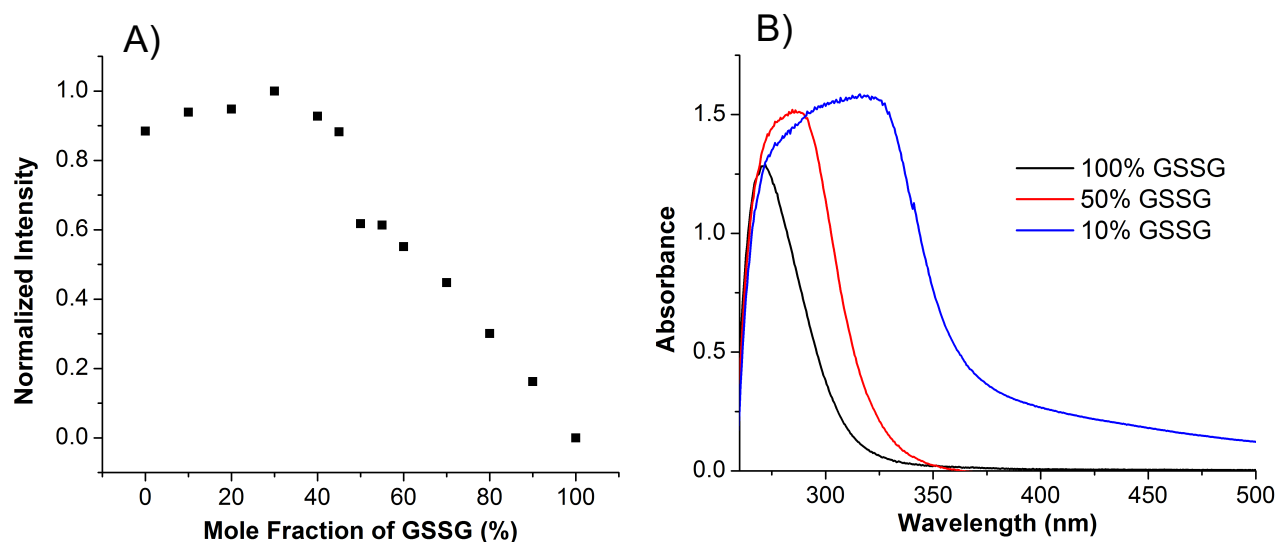 A)
Normalized Intensity
1.0
0.8
0.6
0.4
0.2
0.0
0
20
40
60
80
100
Mole Fraction of GSSG (%)
B)
Absorbance
1.5
1.0
0.5
0.0
300
350
400
450
500
Wavelength (nm)
100% GSSG
50% GSSG
10% GSSG